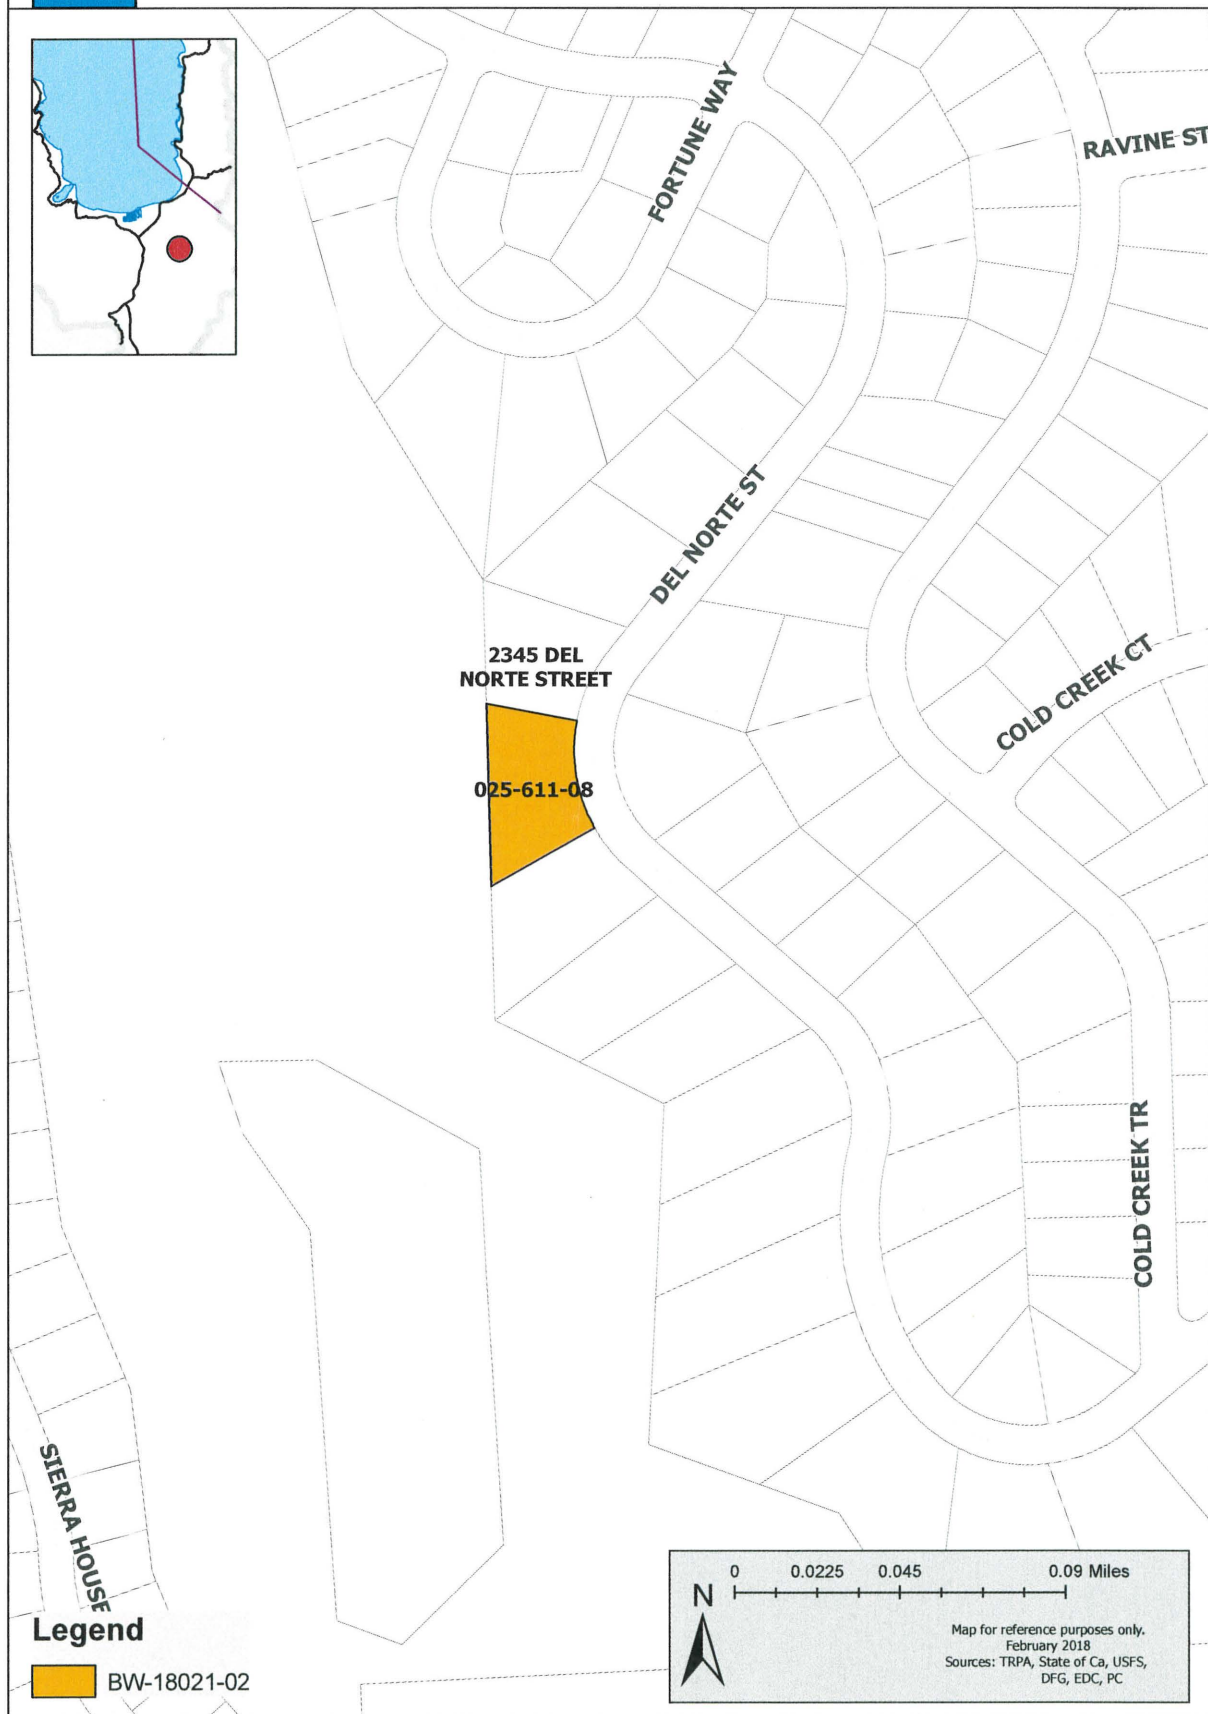 FORTUNE WAY
RAVINE ST
DEL NORTE ST
2345 DEL
NORTE STREET
025-611-08
COLD CREEK CT
COLD CREEK TR
SIERRA HOUSE
Legend
BW-18021-02
0 0.0225 0.045 0.09 Miles
N
Map for reference purposes only.
February 2018
Sources: TRPA, State of Ca, USFS,
DFG, EDC, PC